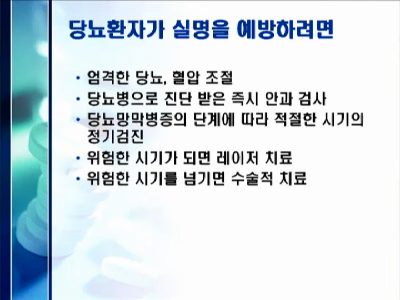 당뇨환자가 실명을 예방하려면
• 엄격한 당뇨, 혈압 조절
• 당뇨병으로 진단 받은 즉시 안과 검사
• 당뇨망막병증의 단계에 따라 적절한 시기의
정기검진
• 위험한 시기가 되면 레이저 치료
• 위험한 시기를 넘기면 수술적 치료